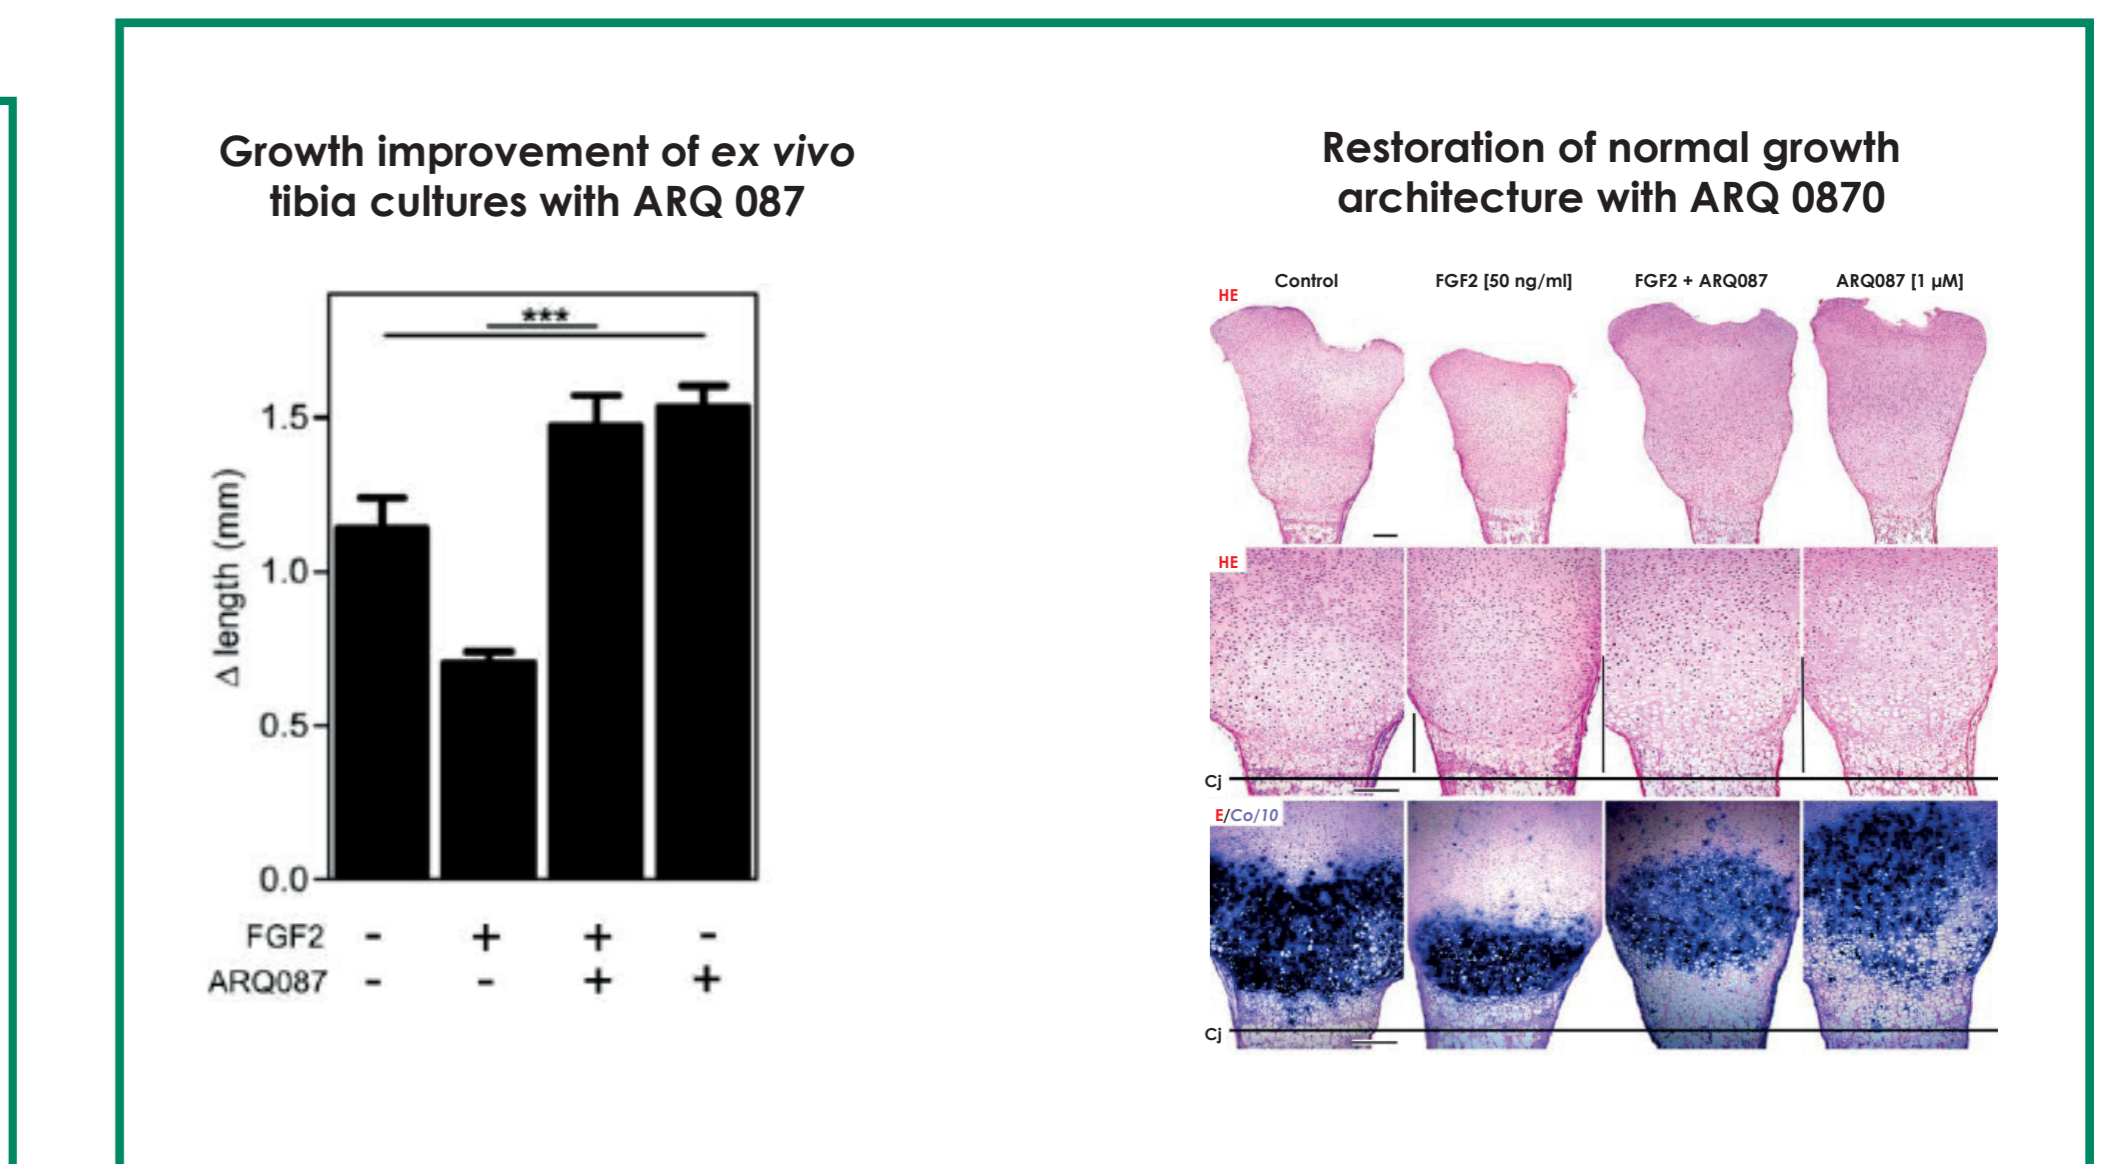 Growth improvement of ex vivo
tibia cultures with ARQ 087
***
1.5
1.0
0.5
0.0
Δ length (mm)
FGF2 - + + -
ARQ087 - - + +
Restoration of normal growth
architecture with ARQ 0870
Control FGF2 [50 ng/ml] FGF2 + ARQ087 ARQ087 [1 µM]
HE
HE
Cj
E/Co/10
Cj